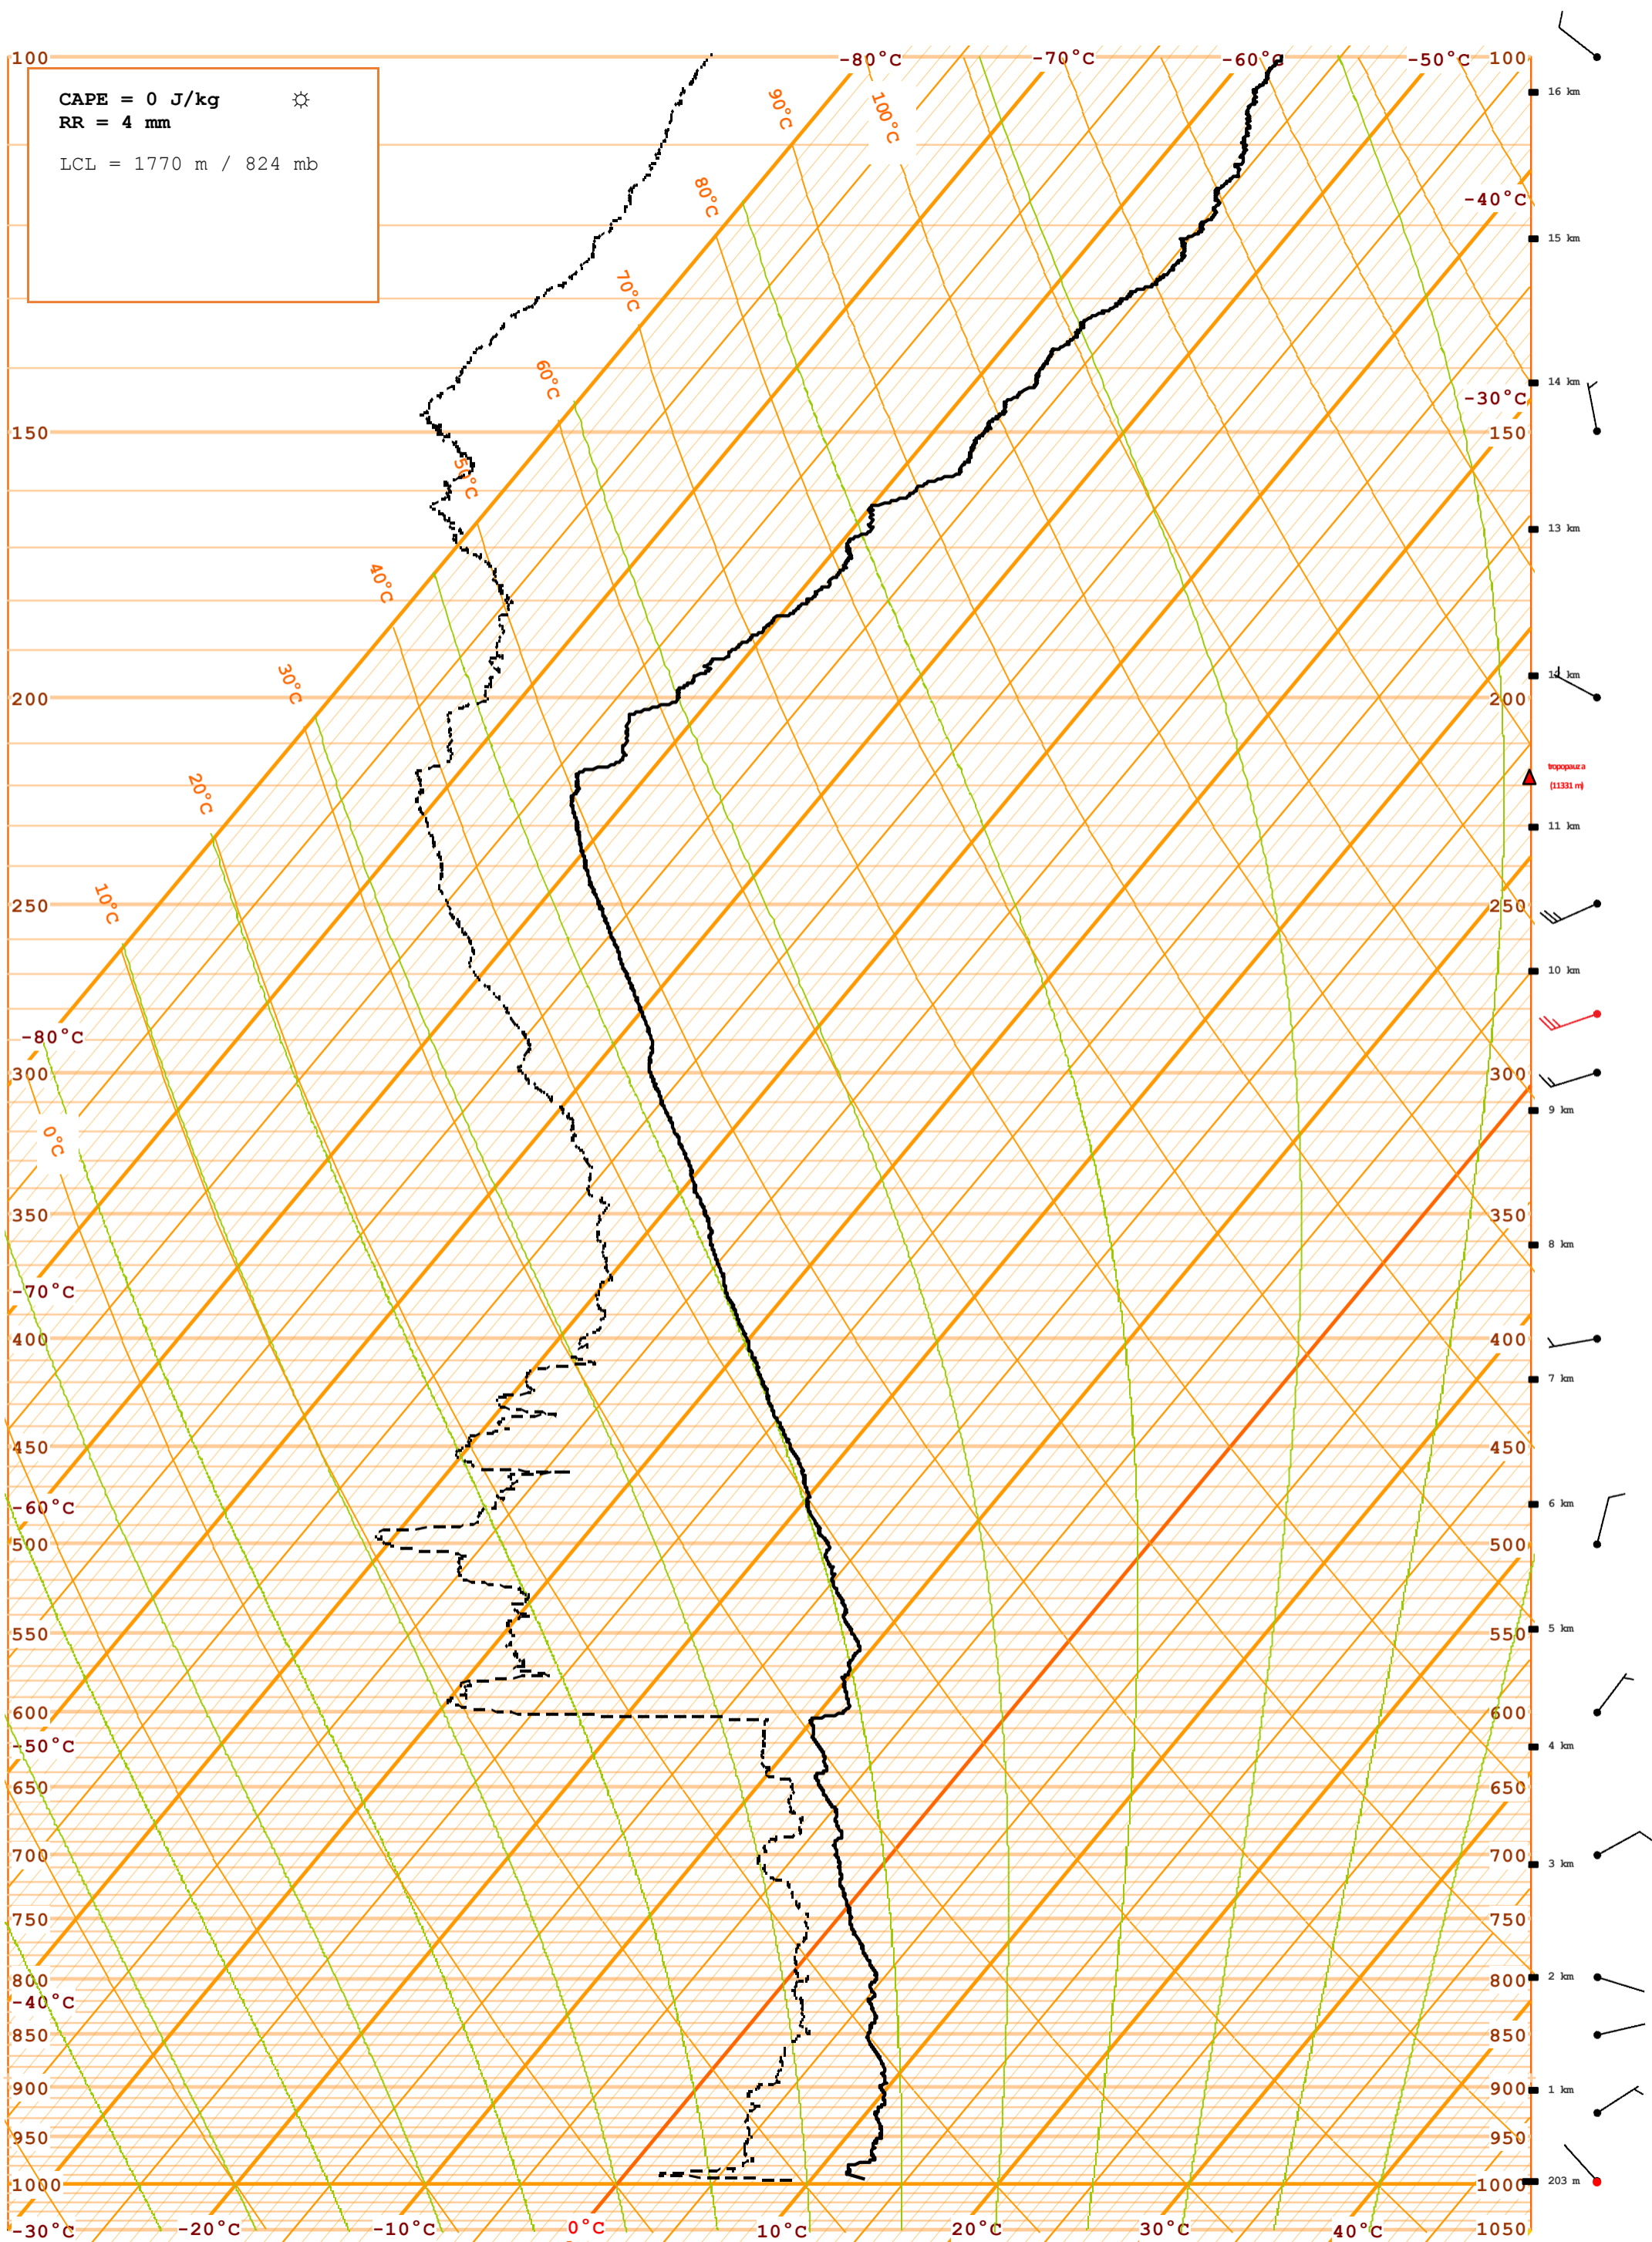 -80°C
-70°C
-60°C
-50°C
100
100
16 km
CAPE = 0 J/kg ☼
RR = 4 mm
LCL = 1770 m / 824 mb
90°C
100°C
80°C
-40°C
15 km
70°C
60°C
14 km
-30°C
150
150
50°C
13 km
40°C
30°C
200
200
tropopauza
(11331 m)
20°C
11 km
10°C
250
250
10 km
-80°C
300
300
9 km
0°C
350
350
8 km
-70°C
400
400
7 km
450
450
-60°C
6 km
500
500
550
550
5 km
600
600
-50°C
4 km
650
650
700
700
3 km
750
750
800
800
2 km
-40°C
850
850
900
900
1 km
950
950
1000
1000
203 m
-30°C
-20°C
-10°C
0°C
10°C
20°C
30°C
40°C
1050